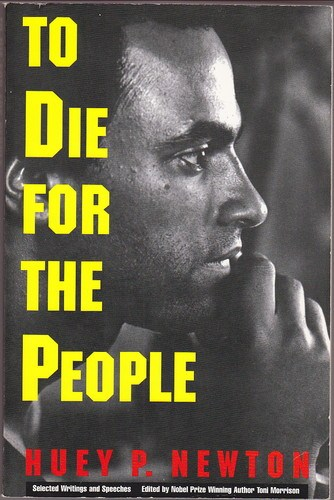 TO
DIE
FOR
THE
PEOPLE
HUEY P. NEWTON
Selected Writings and Speeches Edited by Nobel Prize Winning Author Toni Morrison